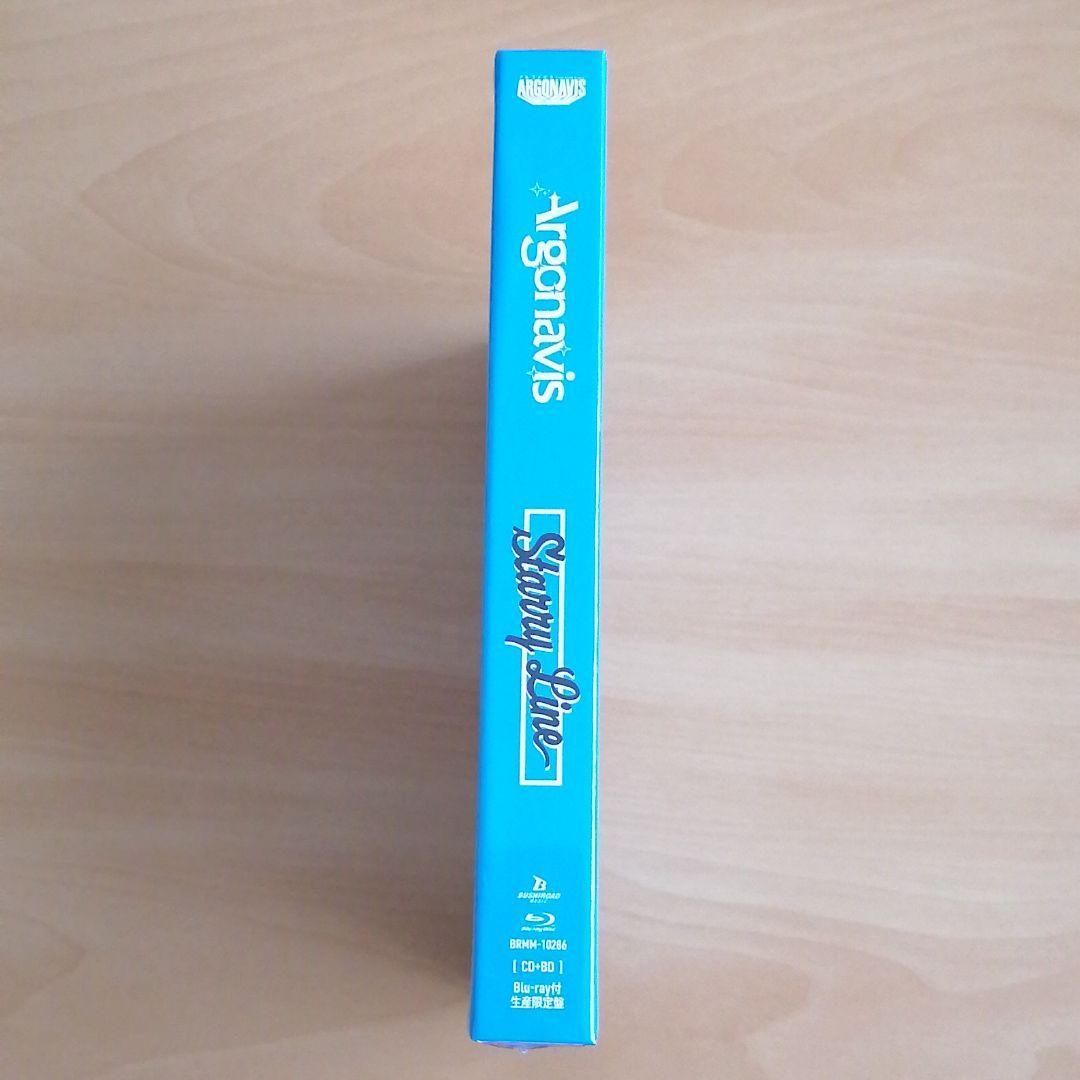 ARGONAVIS
Argonavis
Starry Line
B
BUSHIROAD
MUSIC
BRMM-10286
[ CD+BD ]
Blu-ray付
生産限定盤